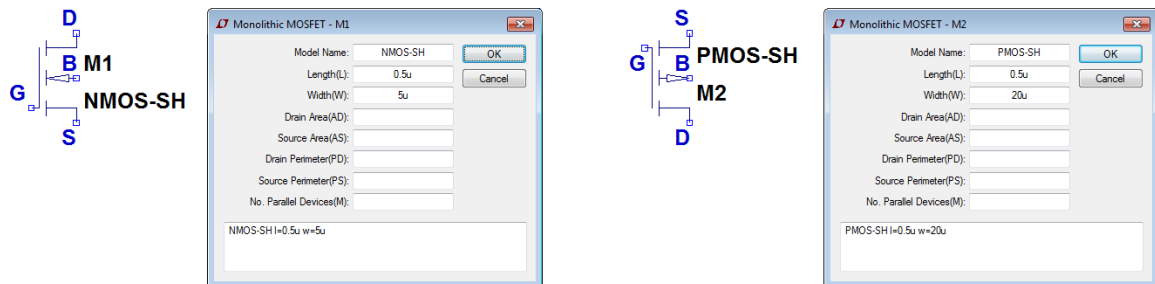 D
B M1
G
NMOS-SH
S
Monolithic MOSFET - M1
Model Name: NMOS-SH OK
Length(L): 0.5u Cancel
Width(W): 5u
Drain Area(AD):
Source Area(AS):
Drain Perimeter(PD):
Source Perimeter(PS):
No. Parallel Devices(M):
NMOS-SH l=0.5u w=5u
S
G
PMOS-SH
B
M2
D
Monolithic MOSFET - M2
Model Name: PMOS-SH OK
Length(L): 0.5u Cancel
Width(W): 20u
Drain Area(AD):
Source Area(AS):
Drain Perimeter(PD):
Source Perimeter(PS):
No. Parallel Devices(M):
PMOS-SH l=0.5u w=20u